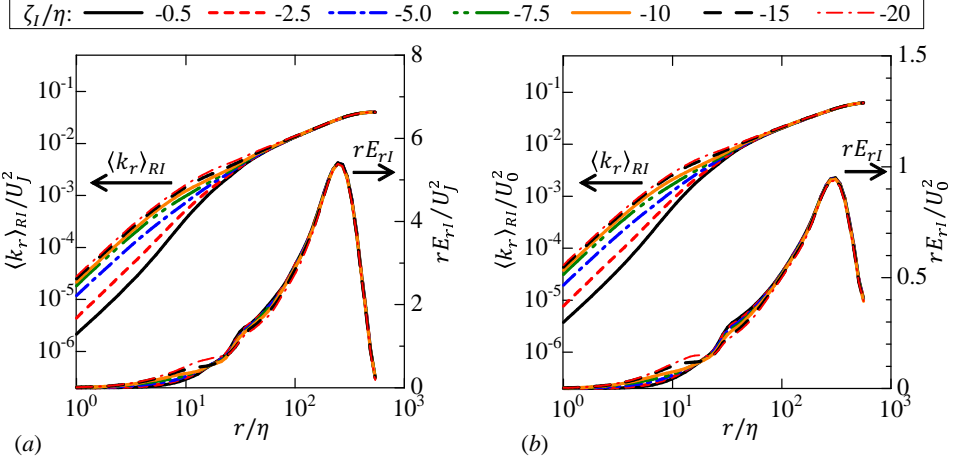 ζ_I/η: -0.5 -2.5 -5.0 -7.5 -10 -15 -20
10^-1 10^-2 10^-3 10^-4 10^-5 10^-6
⟨k_r⟩_RI/U_J^2
⟨k_r⟩_RI
rE_rI
8 6 4 2 0
rE_rI/U_J^2
10^0 10^1 10^2 10^3
r/η
(a)
10^-1 10^-2 10^-3 10^-4 10^-5 10^-6
⟨k_r⟩_RI/U_0^2
⟨k_r⟩_RI
rE_rI
1.5 1.0 0.5 0
rE_rI/U_0^2
10^0 10^1 10^2 10^3
r/η
(b)